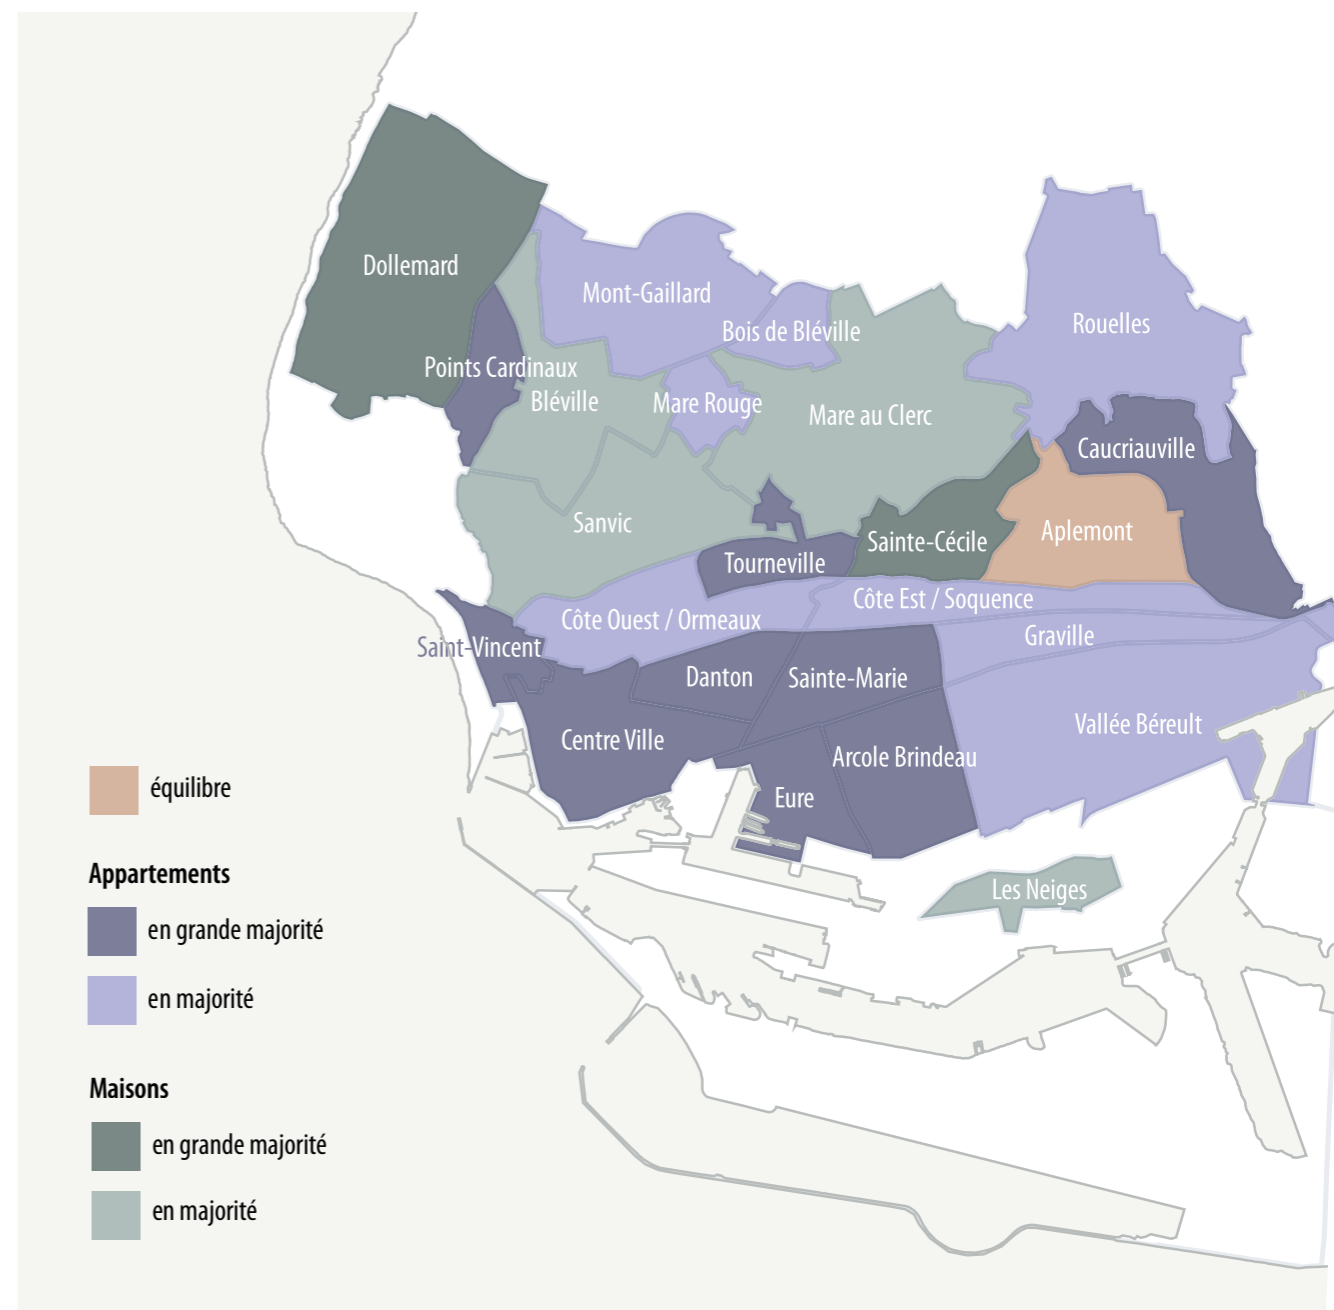 Dollemard
Mont-Gaillard
Bois de Bléville
Rouelles
Points Cardinaux
Bléville
Mare Rouge
Mare au Clerc
Caucriauville
Sanvic
Sainte-Cécile
Aplemont
Tourneville
Côte Ouest / Ormeaux
Côte Est / Soquence
Graville
Saint-Vincent
Danton
Sainte-Marie
Centre Ville
Vallée Béreult
Arcole Brindeau
Eure
Les Neiges
équilibre
Appartements
en grande majorité
en majorité
Maisons
en grande majorité
en majorité